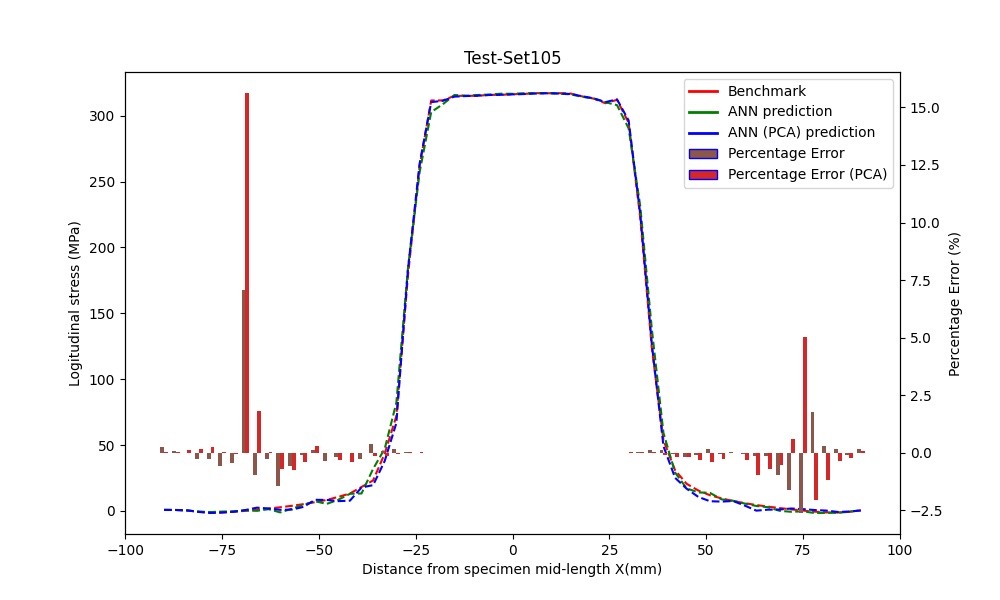 Test-Set105
Benchmark
ANN prediction
ANN (PCA) prediction
Percentage Error
Percentage Error (PCA)
Logitudinal stress (MPa)
300
250
200
150
100
50
0
Percentage Error (%)
15.0
12.5
10.0
7.5
5.0
2.5
0.0
−2.5
−100 −75 −50 −25 0 25 50 75 100
Distance from specimen mid-length X(mm)